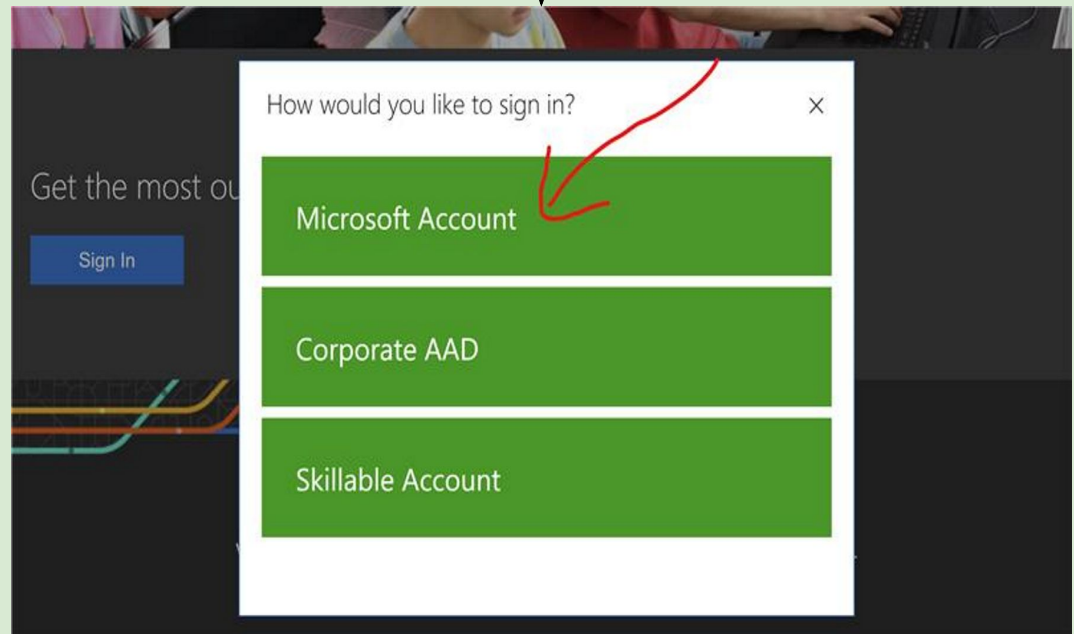 How would you like to sign in?
Get the most ou
Microsoft Account
Sign In
Corporate AAD
Skillable Account